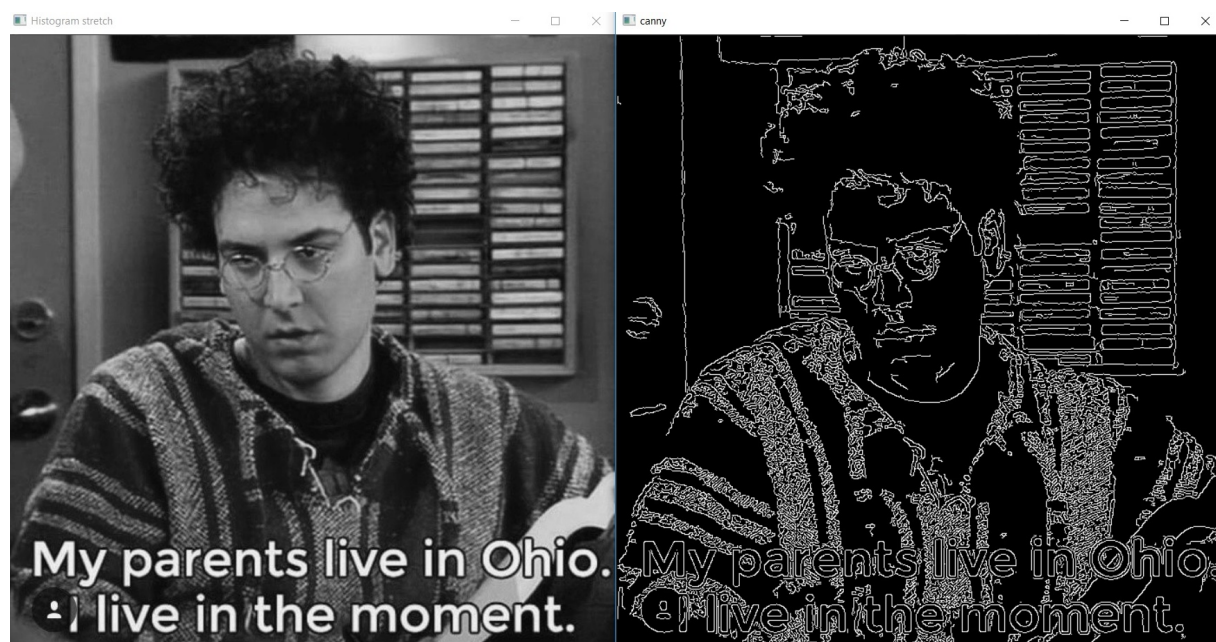 Histogram stretch
canny
My parents live in Ohio.
I live in the moment.
My parents live in Ohio.
I live in the moment.